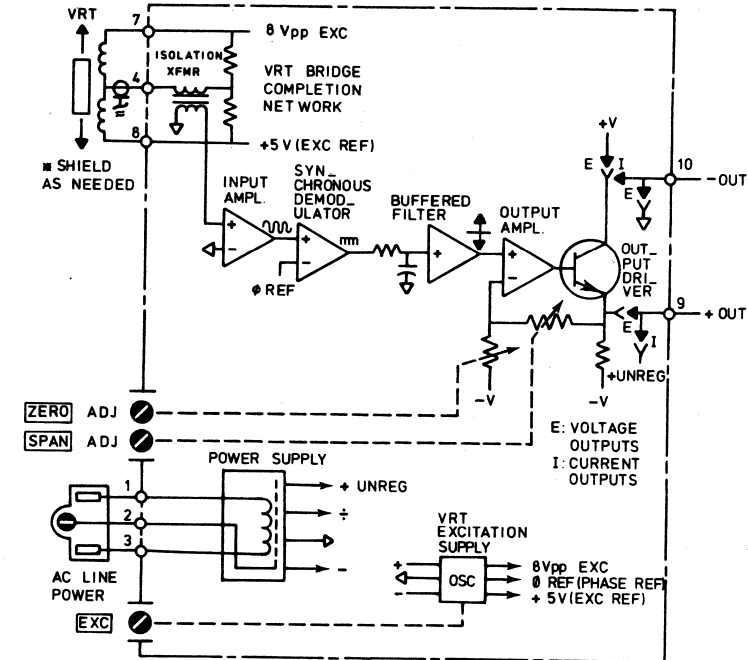 VRT
7
8 Vpp EXC
ISOLATION
XFMR
4
VRT BRIDGE
COMPLETION
NETWORK
8
+5V (EXC REF)
* SHIELD
AS NEEDED
INPUT
AMPL.
SYN_
CHRONOUS
DEMOD_
ULATOR
BUFFERED
FILTER
OUTPUT
AMPL.
+V
E I
10
-OUT
E
OUT_
PUT
DRI_
VER
9
+ OUT
E
I
+UNREG
+
-
+
-
+
+
-
ø REF
-V
-V
ZERO ADJ
SPAN ADJ
E: VOLTAGE
OUTPUTS
I: CURRENT
OUTPUTS
POWER SUPPLY
1
2
3
+ UNREG
÷
-
AC LINE
POWER
VRT
EXCITATION
SUPPLY
+
-
OSC
8Vpp EXC
Ø REF (PHASE REF)
+ 5V (EXC REF)
EXC